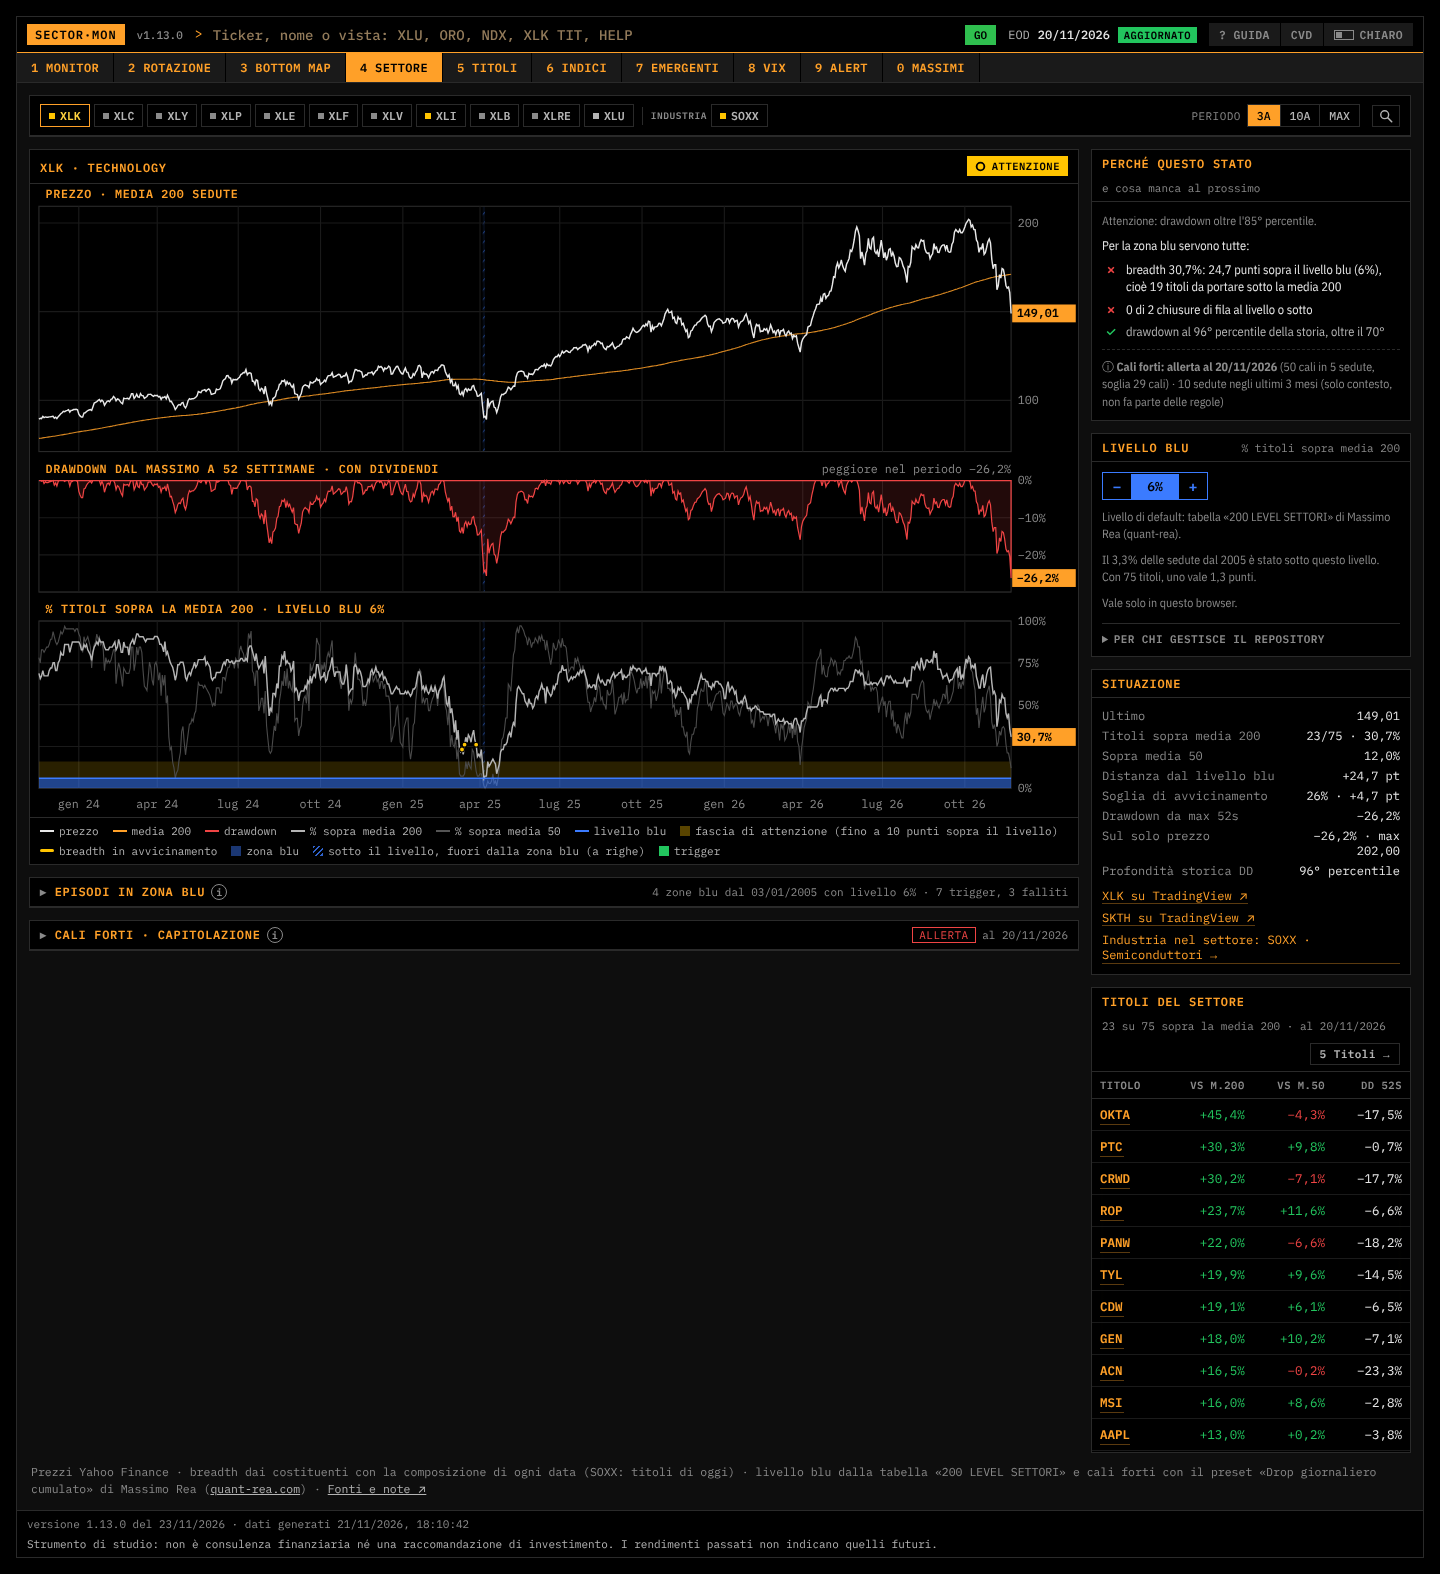 SECTOR·MON v1.13.0 > Ticker, nome o vista: XLU, ORO, NDX, XLK TIT, HELP GO EOD 20/11/2026 AGGIORNATO ? GUIDA CVD CHIARO
1 MONITOR 2 ROTAZIONE 3 BOTTOM MAP 4 SETTORE 5 TITOLI 6 INDICI 7 EMERGENTI 8 VIX 9 ALERT 0 MASSIMI
XLK XLC XLY XLP XLE XLF XLV XLI XLB XLRE XLU INDUSTRIA SOXX PERIODO 3A 10A MAX
XLK · TECHNOLOGY ATTENZIONE
PREZZO · MEDIA 200 SEDUTE
200
149,01
100
DRAWDOWN DAL MASSIMO A 52 SETTIMANE · CON DIVIDENDI peggiore nel periodo −26,2%
0%
−10%
−20%
−26,2%
% TITOLI SOPRA LA MEDIA 200 · LIVELLO BLU 6%
100%
75%
50%
30,7%
0%
gen 24 apr 24 lug 24 ott 24 gen 25 apr 25 lug 25 ott 25 gen 26 apr 26 lug 26 ott 26
prezzo media 200 drawdown % sopra media 200 % sopra media 50 livello blu fascia di attenzione (fino a 10 punti sopra il livello)
breadth in avvicinamento zona blu sotto il livello, fuori dalla zona blu (a righe) trigger
▶ EPISODI IN ZONA BLU i 4 zone blu dal 03/01/2005 con livello 6% · 7 trigger, 3 falliti
▶ CALI FORTI · CAPITOLAZIONE i ALLERTA al 20/11/2026
PERCHÉ QUESTO STATO
e cosa manca al prossimo
Attenzione: drawdown oltre l'85° percentile.
Per la zona blu servono tutte:
× breadth 30,7%: 24,7 punti sopra il livello blu (6%),
cioè 19 titoli da portare sotto la media 200
× 0 di 2 chiusure di fila al livello o sotto
✓ drawdown al 96° percentile della storia, oltre il 70°
ⓘ Cali forti: allerta al 20/11/2026 (50 cali in 5 sedute,
soglia 29 cali) · 10 sedute negli ultimi 3 mesi (solo contesto,
non fa parte delle regole)
LIVELLO BLU % titoli sopra media 200
− 6% +
Livello di default: tabella «200 LEVEL SETTORI» di Massimo
Rea (quant-rea).
Il 3,3% delle sedute dal 2005 è stato sotto questo livello.
Con 75 titoli, uno vale 1,3 punti.
Vale solo in questo browser.
▶ PER CHI GESTISCE IL REPOSITORY
SITUAZIONE
Ultimo 149,01
Titoli sopra media 200 23/75 · 30,7%
Sopra media 50 12,0%
Distanza dal livello blu +24,7 pt
Soglia di avvicinamento 26% · +4,7 pt
Drawdown da max 52s −26,2%
Sul solo prezzo −26,2% · max
202,00
Profondità storica DD 96° percentile
XLK su TradingView ↗
SKTH su TradingView ↗
Industria nel settore: SOXX ·
Semiconduttori →
TITOLI DEL SETTORE
23 su 75 sopra la media 200 · al 20/11/2026
5 Titoli →
TITOLO VS M.200 VS M.50 DD 52S
OKTA +45,4% −4,3% −17,5%
PTC +30,3% +9,8% −0,7%
CRWD +30,2% −7,1% −17,7%
ROP +23,7% +11,6% −6,6%
PANW +22,0% −6,6% −18,2%
TYL +19,9% +9,6% −14,5%
CDW +19,1% +6,1% −6,5%
GEN +18,0% +10,2% −7,1%
ACN +16,5% −0,2% −23,3%
MSI +16,0% +8,6% −2,8%
AAPL +13,0% +0,2% −3,8%
Prezzi Yahoo Finance · breadth dai costituenti con la composizione di ogni data (SOXX: titoli di oggi) · livello blu dalla tabella «200 LEVEL SETTORI» e cali forti con il preset «Drop giornaliero
cumulato» di Massimo Rea (quant-rea.com) · Fonti e note ↗
versione 1.13.0 del 23/11/2026 · dati generati 21/11/2026, 18:10:42
Strumento di studio: non è consulenza finanziaria né una raccomandazione di investimento. I rendimenti passati non indicano quelli futuri.